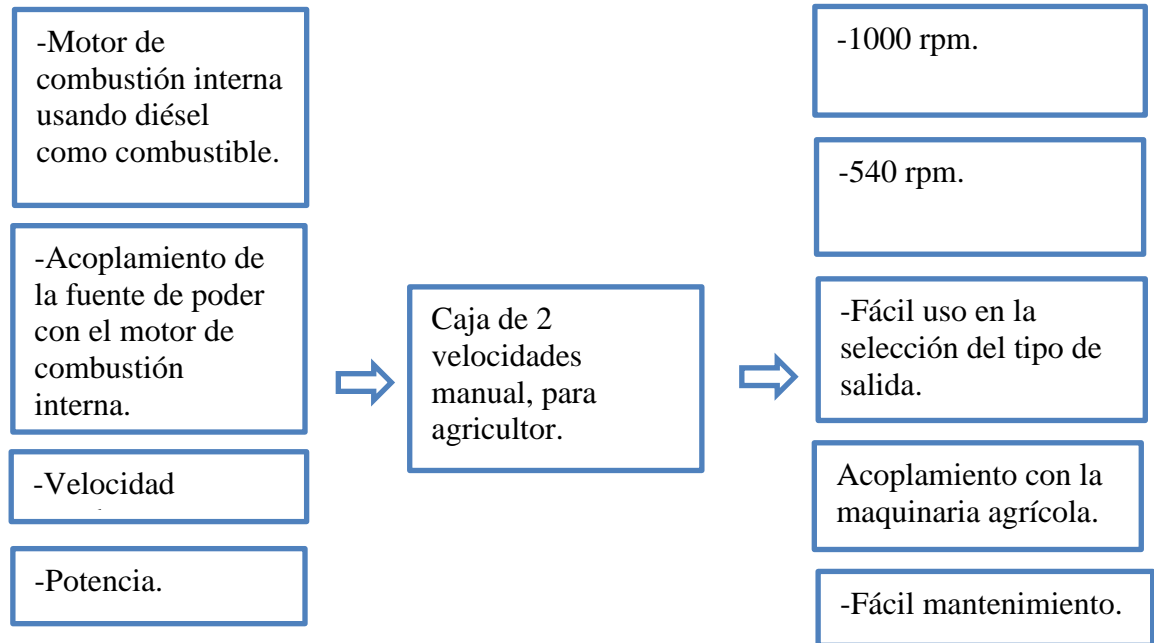 -Motor de
combustión interna
usando diésel
como combustible.
-Acoplamiento de
la fuente de poder
con el motor de
combustión
interna.
-Velocidad
-Potencia.
Caja de 2
velocidades
manual, para
agricultor.
-1000 rpm.
-540 rpm.
-Fácil uso en la
selección del tipo de
salida.
Acoplamiento con la
maquinaria agrícola.
-Fácil mantenimiento.